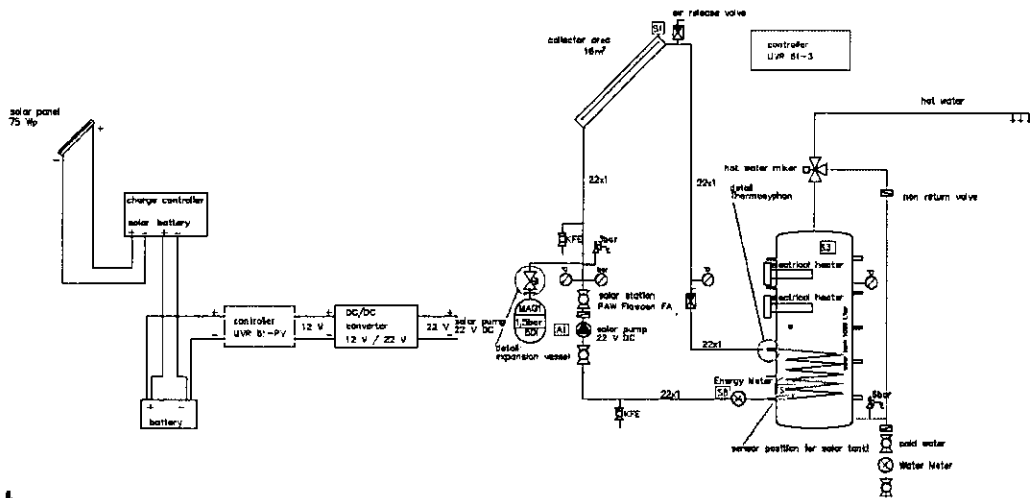 air release valve
S1
collector area
16m²
controller
UVR 61-3
hot water
solar panel
75 Wp
+
−
hot water mixer
22x1
22x1
detail
thermosyphon
non return valve
charge controller
solar battery
+ − + −
KFE
S3
electrical heater
electrical heater
solar station
PAW Flowcon FA
MAG1
1,5bar
50l
A1
solar pump
22 V DC
controller
UVR 61-PV
+
−
12 V
+
−
DC/DC
converter
12 V / 22 V
22 V
+
−
solar pump
22 V DC
detail
expansion vessel
22x1
Energy Meter
22x1
KFE
+ −
battery
sensor position for solar tank!
cold water
Water Meter